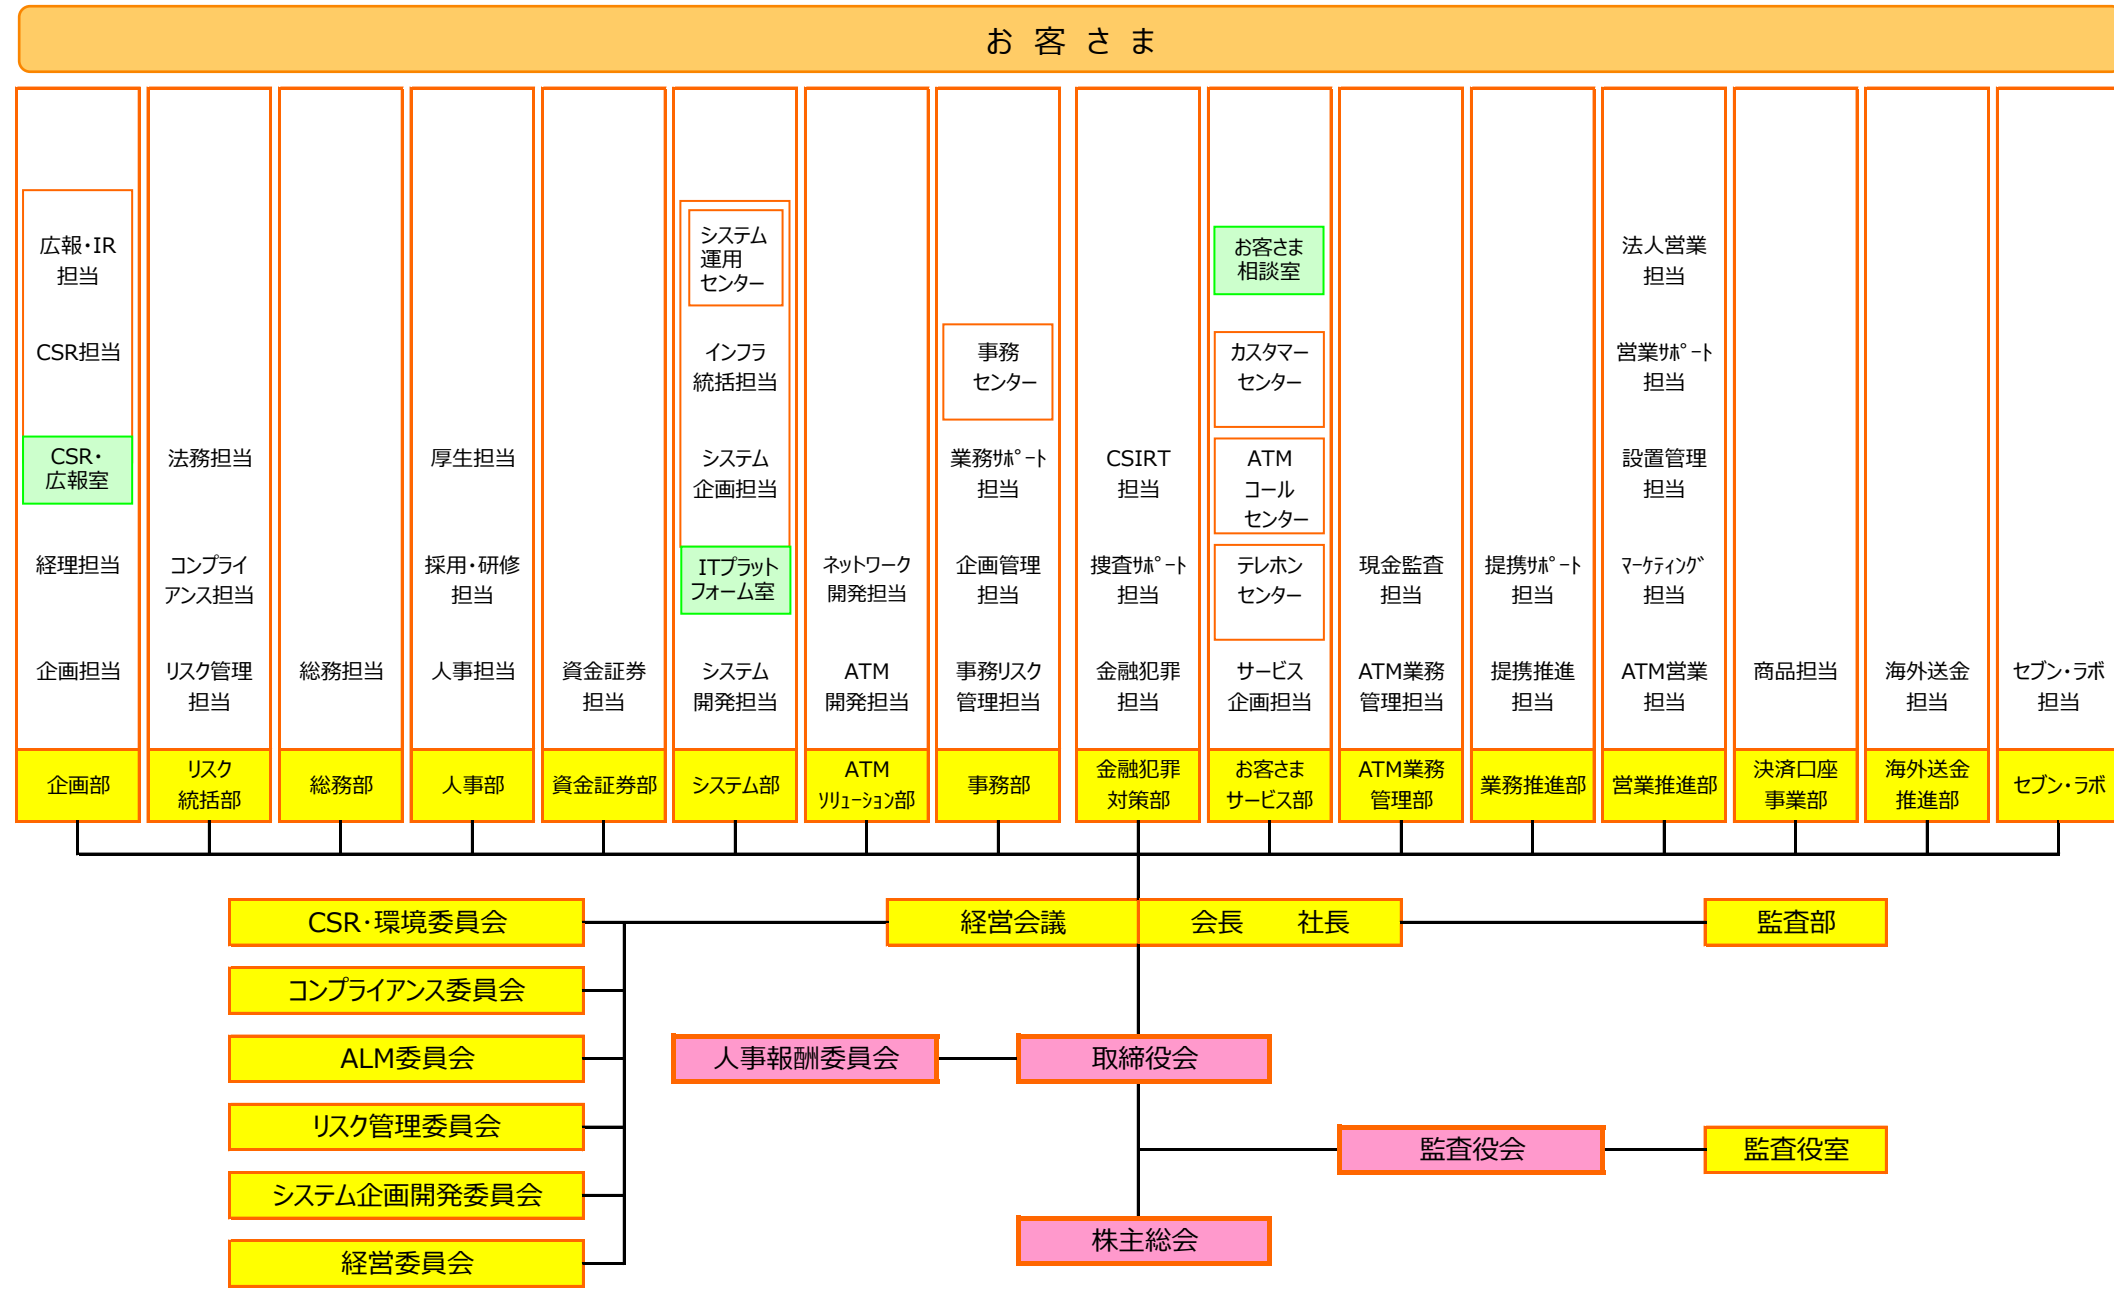 お 客 さ ま
広報・IR
担当
CSR担当
CSR・
広報室
経理担当
企画担当
企画部
法務担当
コンプライ
アンス担当
リスク管理
担当
リスク
統括部
総務担当
総務部
厚生担当
採用・研修
担当
人事担当
人事部
資金証券
担当
資金証券部
システム
運用
センター
インフラ
統括担当
システム
企画担当
ITプラット
フォーム室
システム
開発担当
システム部
ネットワーク
開発担当
ATM
開発担当
ATM
ソリューション部
事務
センター
業務ｻﾎﾟｰﾄ
担当
企画管理
担当
事務リスク
管理担当
事務部
CSIRT
担当
捜査ｻﾎﾟｰﾄ
担当
金融犯罪
担当
金融犯罪
対策部
お客さま
相談室
カスタマー
センター
ATM
コール
センター
テレホン
センター
サービス
企画担当
お客さま
サービス部
現金監査
担当
ATM業務
管理担当
ATM業務
管理部
提携ｻﾎﾟｰﾄ
担当
提携推進
担当
業務推進部
法人営業
担当
営業ｻﾎﾟｰﾄ
担当
設置管理
担当
ﾏｰｹﾃｨﾝｸﾞ
担当
ATM営業
担当
営業推進部
商品担当
決済口座
事業部
海外送金
担当
海外送金
推進部
セブン・ラボ
担当
セブン・ラボ
CSR・環境委員会
経営会議
会長 社長
監査部
コンプライアンス委員会
ALM委員会
人事報酬委員会
取締役会
リスク管理委員会
監査役会
監査役室
システム企画開発委員会
株主総会
経営委員会